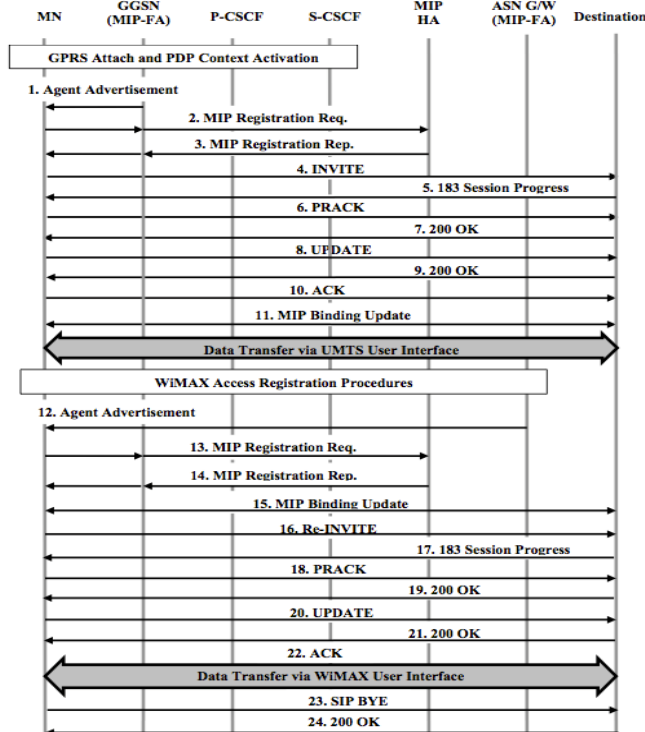 MN GGSN (MIP-FA) P-CSCF S-CSCF MIP HA ASN G/W (MIP-FA) Destination
GPRS Attach and PDP Context Activation
1. Agent Advertisement
2. MIP Registration Req.
3. MIP Registration Rep.
4. INVITE
5. 183 Session Progress
6. PRACK
7. 200 OK
8. UPDATE
9. 200 OK
10. ACK
11. MIP Binding Update
Data Transfer via UMTS User Interface
WiMAX Access Registration Procedures
12. Agent Advertisement
13. MIP Registration Req.
14. MIP Registration Rep.
15. MIP Binding Update
16. Re-INVITE
17. 183 Session Progress
18. PRACK
19. 200 OK
20. UPDATE
21. 200 OK
22. ACK
Data Transfer via WiMAX User Interface
23. SIP BYE
24. 200 OK